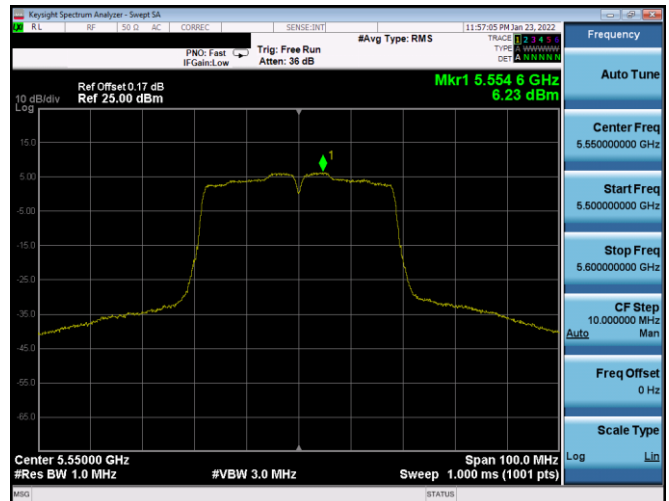 Keysight Spectrum Analyzer - Swept SA
RL RF 50 Ω AC CORREC SENSE:INT 11:57:05 PM Jan 23, 2022
#Avg Type: RMS
TRACE 1 2 3 4 5 6
TYPE A WWWWW
DET A N N N N N
PNO: Fast
IFGain:Low
Trig: Free Run
Atten: 36 dB
Mkr1 5.554 6 GHz
6.23 dBm
Ref Offset 0.17 dB
10 dB/div Ref 25.00 dBm
Log
15.0
1
5.00
-5.00
-15.0
-25.0
-35.0
-45.0
-55.0
-65.0
Center 5.55000 GHz Span 100.0 MHz
#Res BW 1.0 MHz #VBW 3.0 MHz Sweep 1.000 ms (1001 pts)
MSG STATUS
Frequency
Auto Tune
Center Freq
5.550000000 GHz
Start Freq
5.500000000 GHz
Stop Freq
5.600000000 GHz
CF Step
10.000000 MHz
Auto Man
Freq Offset
0 Hz
Scale Type
Log Lin